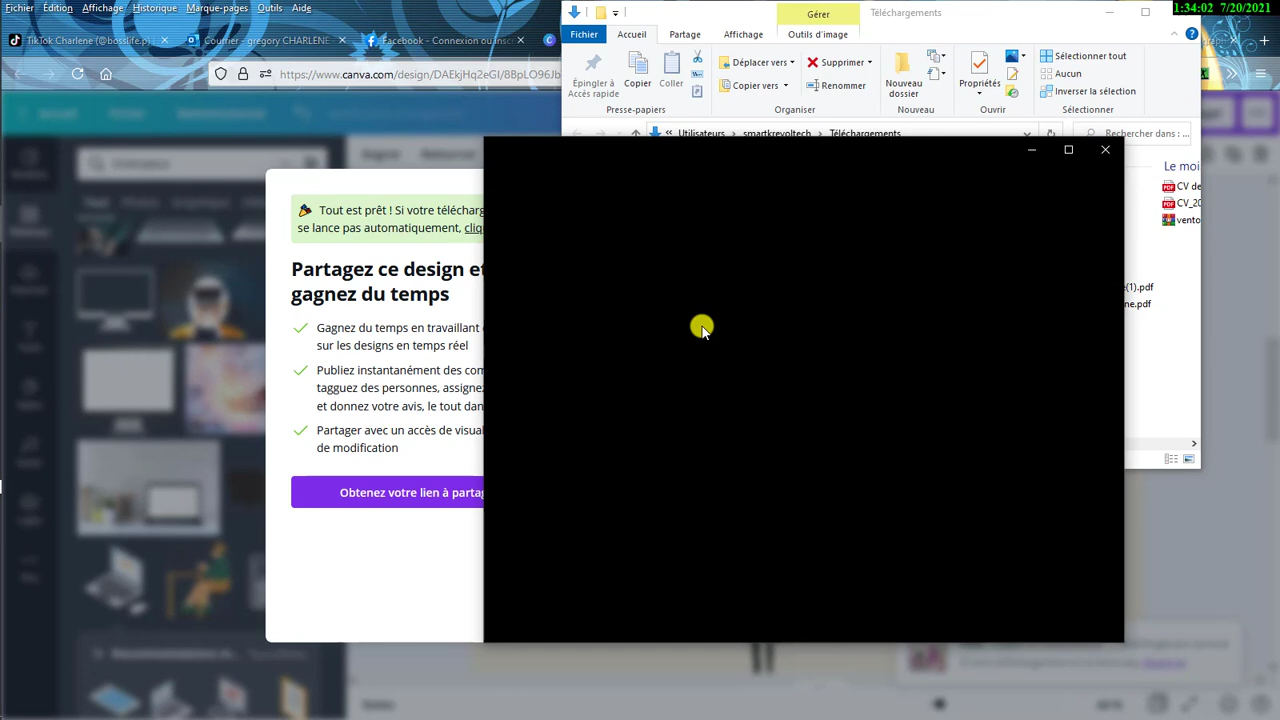 Fichier Édition Affichage Historique Marque-pages Outils Aide
TikTok Charlene (@bosslife.p
Courrier - gregory CHARLENE
Facebook - Connexion ou inscr
https://www.canva.com/design/DAEkjHq2eGI/8BpLO96Jb
Gérer
Téléchargements
1:34:02 7/20/2021
Fichier Accueil Partage Affichage Outils d'image
Épingler à Accès rapide
Copier
Coller
Déplacer vers
Copier vers
Supprimer
Renommer
Nouveau dossier
Propriétés
Sélectionner tout
Aucun
Inverser la sélection
Presse-papiers Organiser Nouveau Ouvrir Sélectionner
« Utilisateurs smartkrevoltech Téléchargements
Rechercher dans : ...
Le moi
CV de
CV_20
vento
(1).pdf
ne.pdf
Tout est prêt ! Si votre télécharg
se lance pas automatiquement, cliq
Partagez ce design et
gagnez du temps
Gagnez du temps en travaillant
sur les designs en temps réel
Publiez instantanément des com
tagguez des personnes, assignez
et donnez votre avis, le tout dan
Partager avec un accès de visual
de modification
Obtenez votre lien à partag